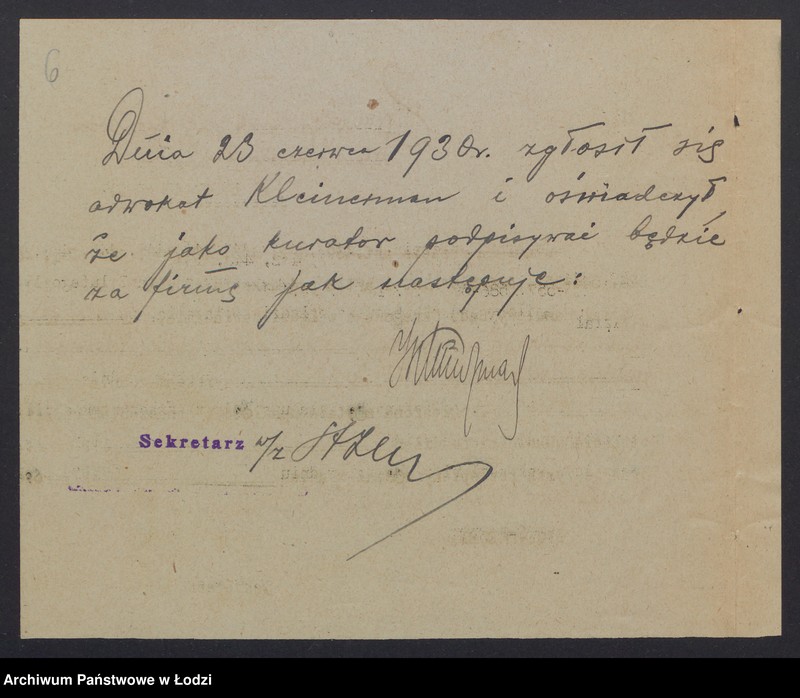 6
Dnia 23 czerwca 1930r. zgłosił się
adwokat Kleinerman i oświadczył,
że jako kurator podpisywać będzie
za firmę jak następuje:
Sekretarz w/z
Archiwum Państwowe w Łodzi